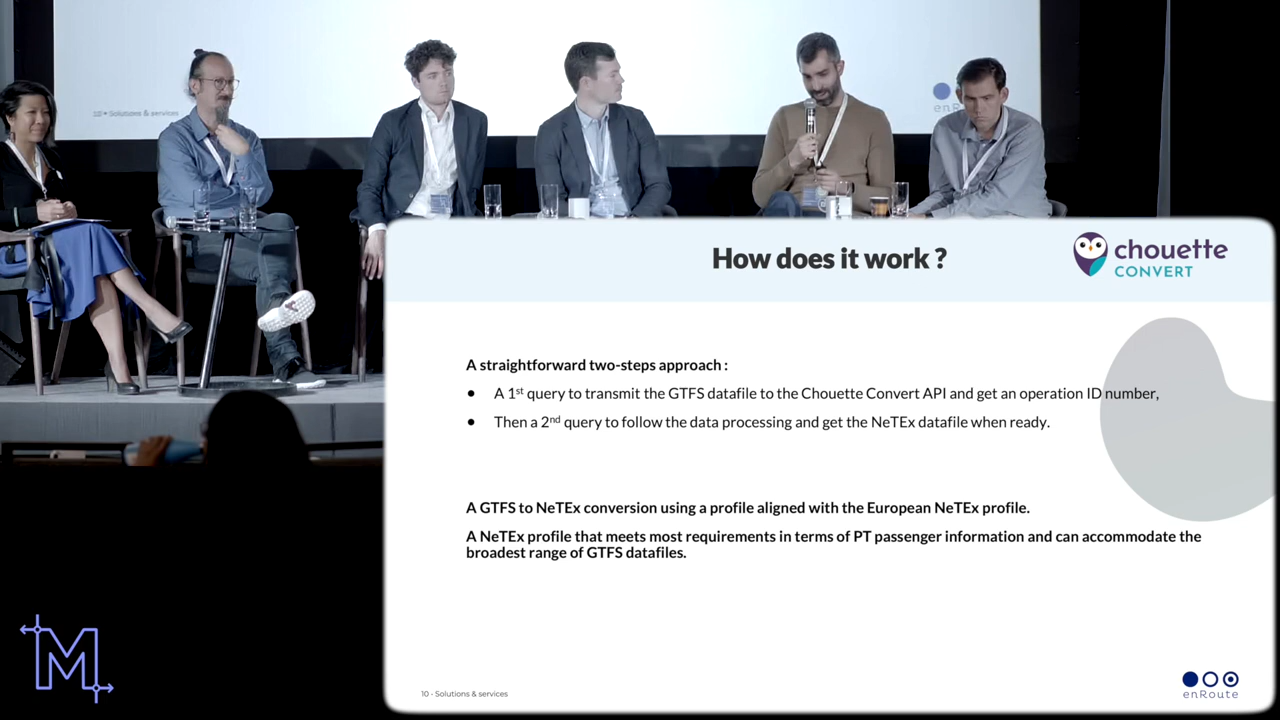 10 - Solutions & services
enR
How does it work ?
chouette
CONVERT
A straightforward two-steps approach :
● A 1st query to transmit the GTFS datafile to the Chouette Convert API and get an operation ID number,
● Then a 2nd query to follow the data processing and get the NeTEx datafile when ready.
A GTFS to NeTEx conversion using a profile aligned with the European NeTEx profile.
A NeTEx profile that meets most requirements in terms of PT passenger information and can accommodate the
broadest range of GTFS datafiles.
M
10 - Solutions & services
enRoute